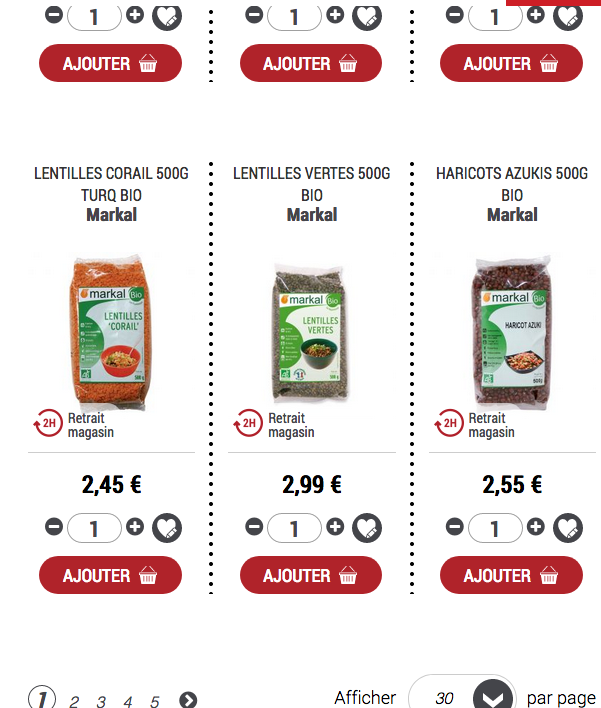 1 1 1
AJOUTER AJOUTER AJOUTER
LENTILLES CORAIL 500G
TURQ BIO
Markal
LENTILLES VERTES 500G
BIO
Markal
HARICOTS AZUKIS 500G
BIO
Markal
markal Bio
LENTILLES
'CORAIL'
500 g
markal Bio
LENTILLES
VERTES
markal Bio
HARICOT AZUKI
500g
2H Retrait
magasin
2H Retrait
magasin
2H Retrait
magasin
2,45 € 2,99 € 2,55 €
1 1 1
AJOUTER AJOUTER AJOUTER
1 2 3 4 5 Afficher 30 par page